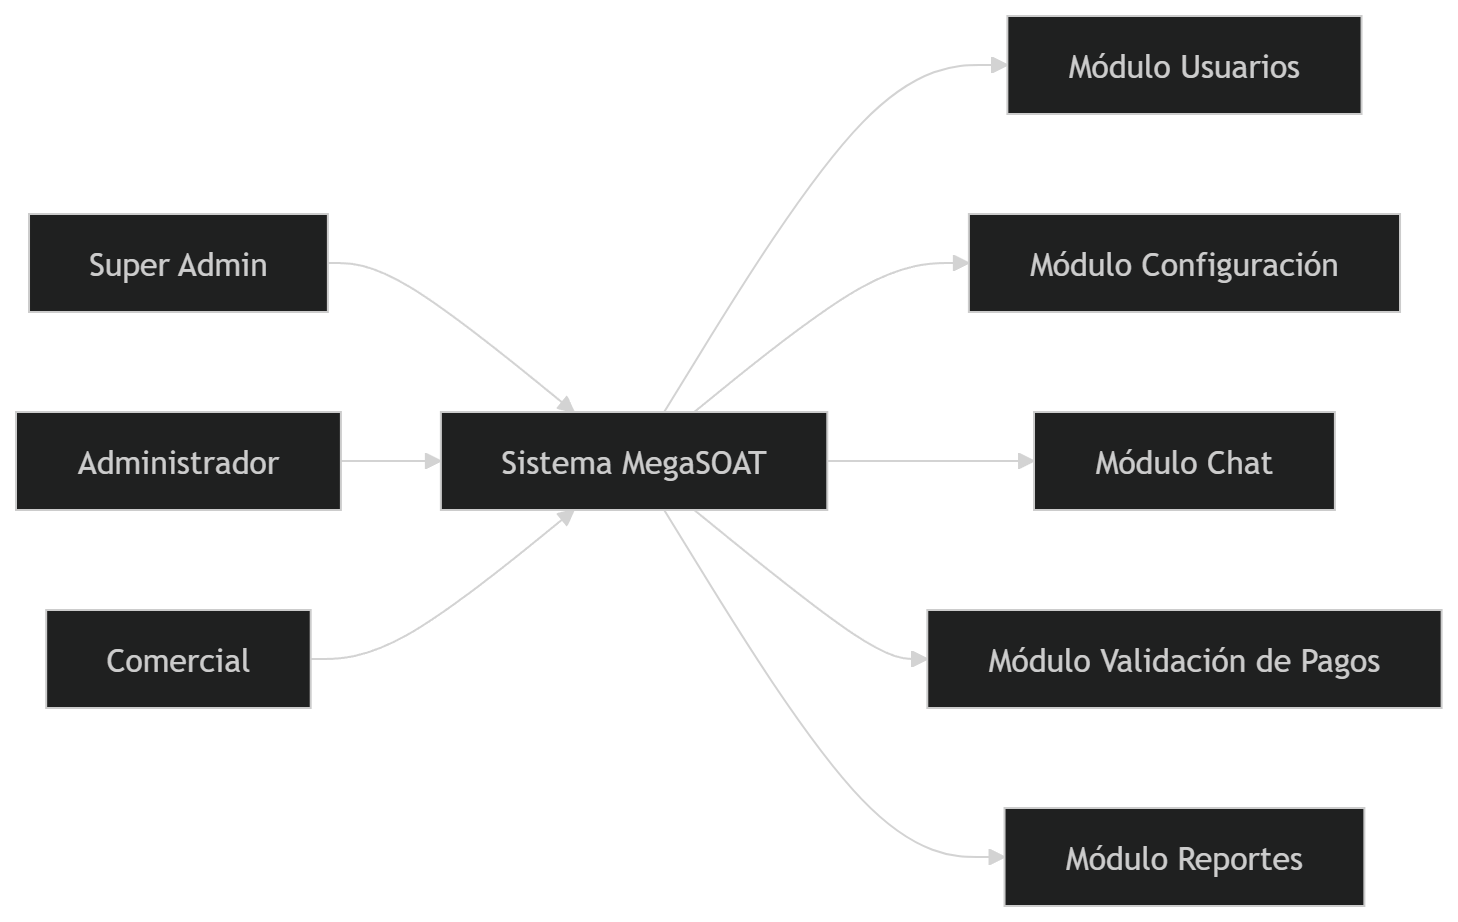 Super Admin
Administrador
Comercial
Sistema MegaSOAT
Módulo Usuarios
Módulo Configuración
Módulo Chat
Módulo Validación de Pagos
Módulo Reportes